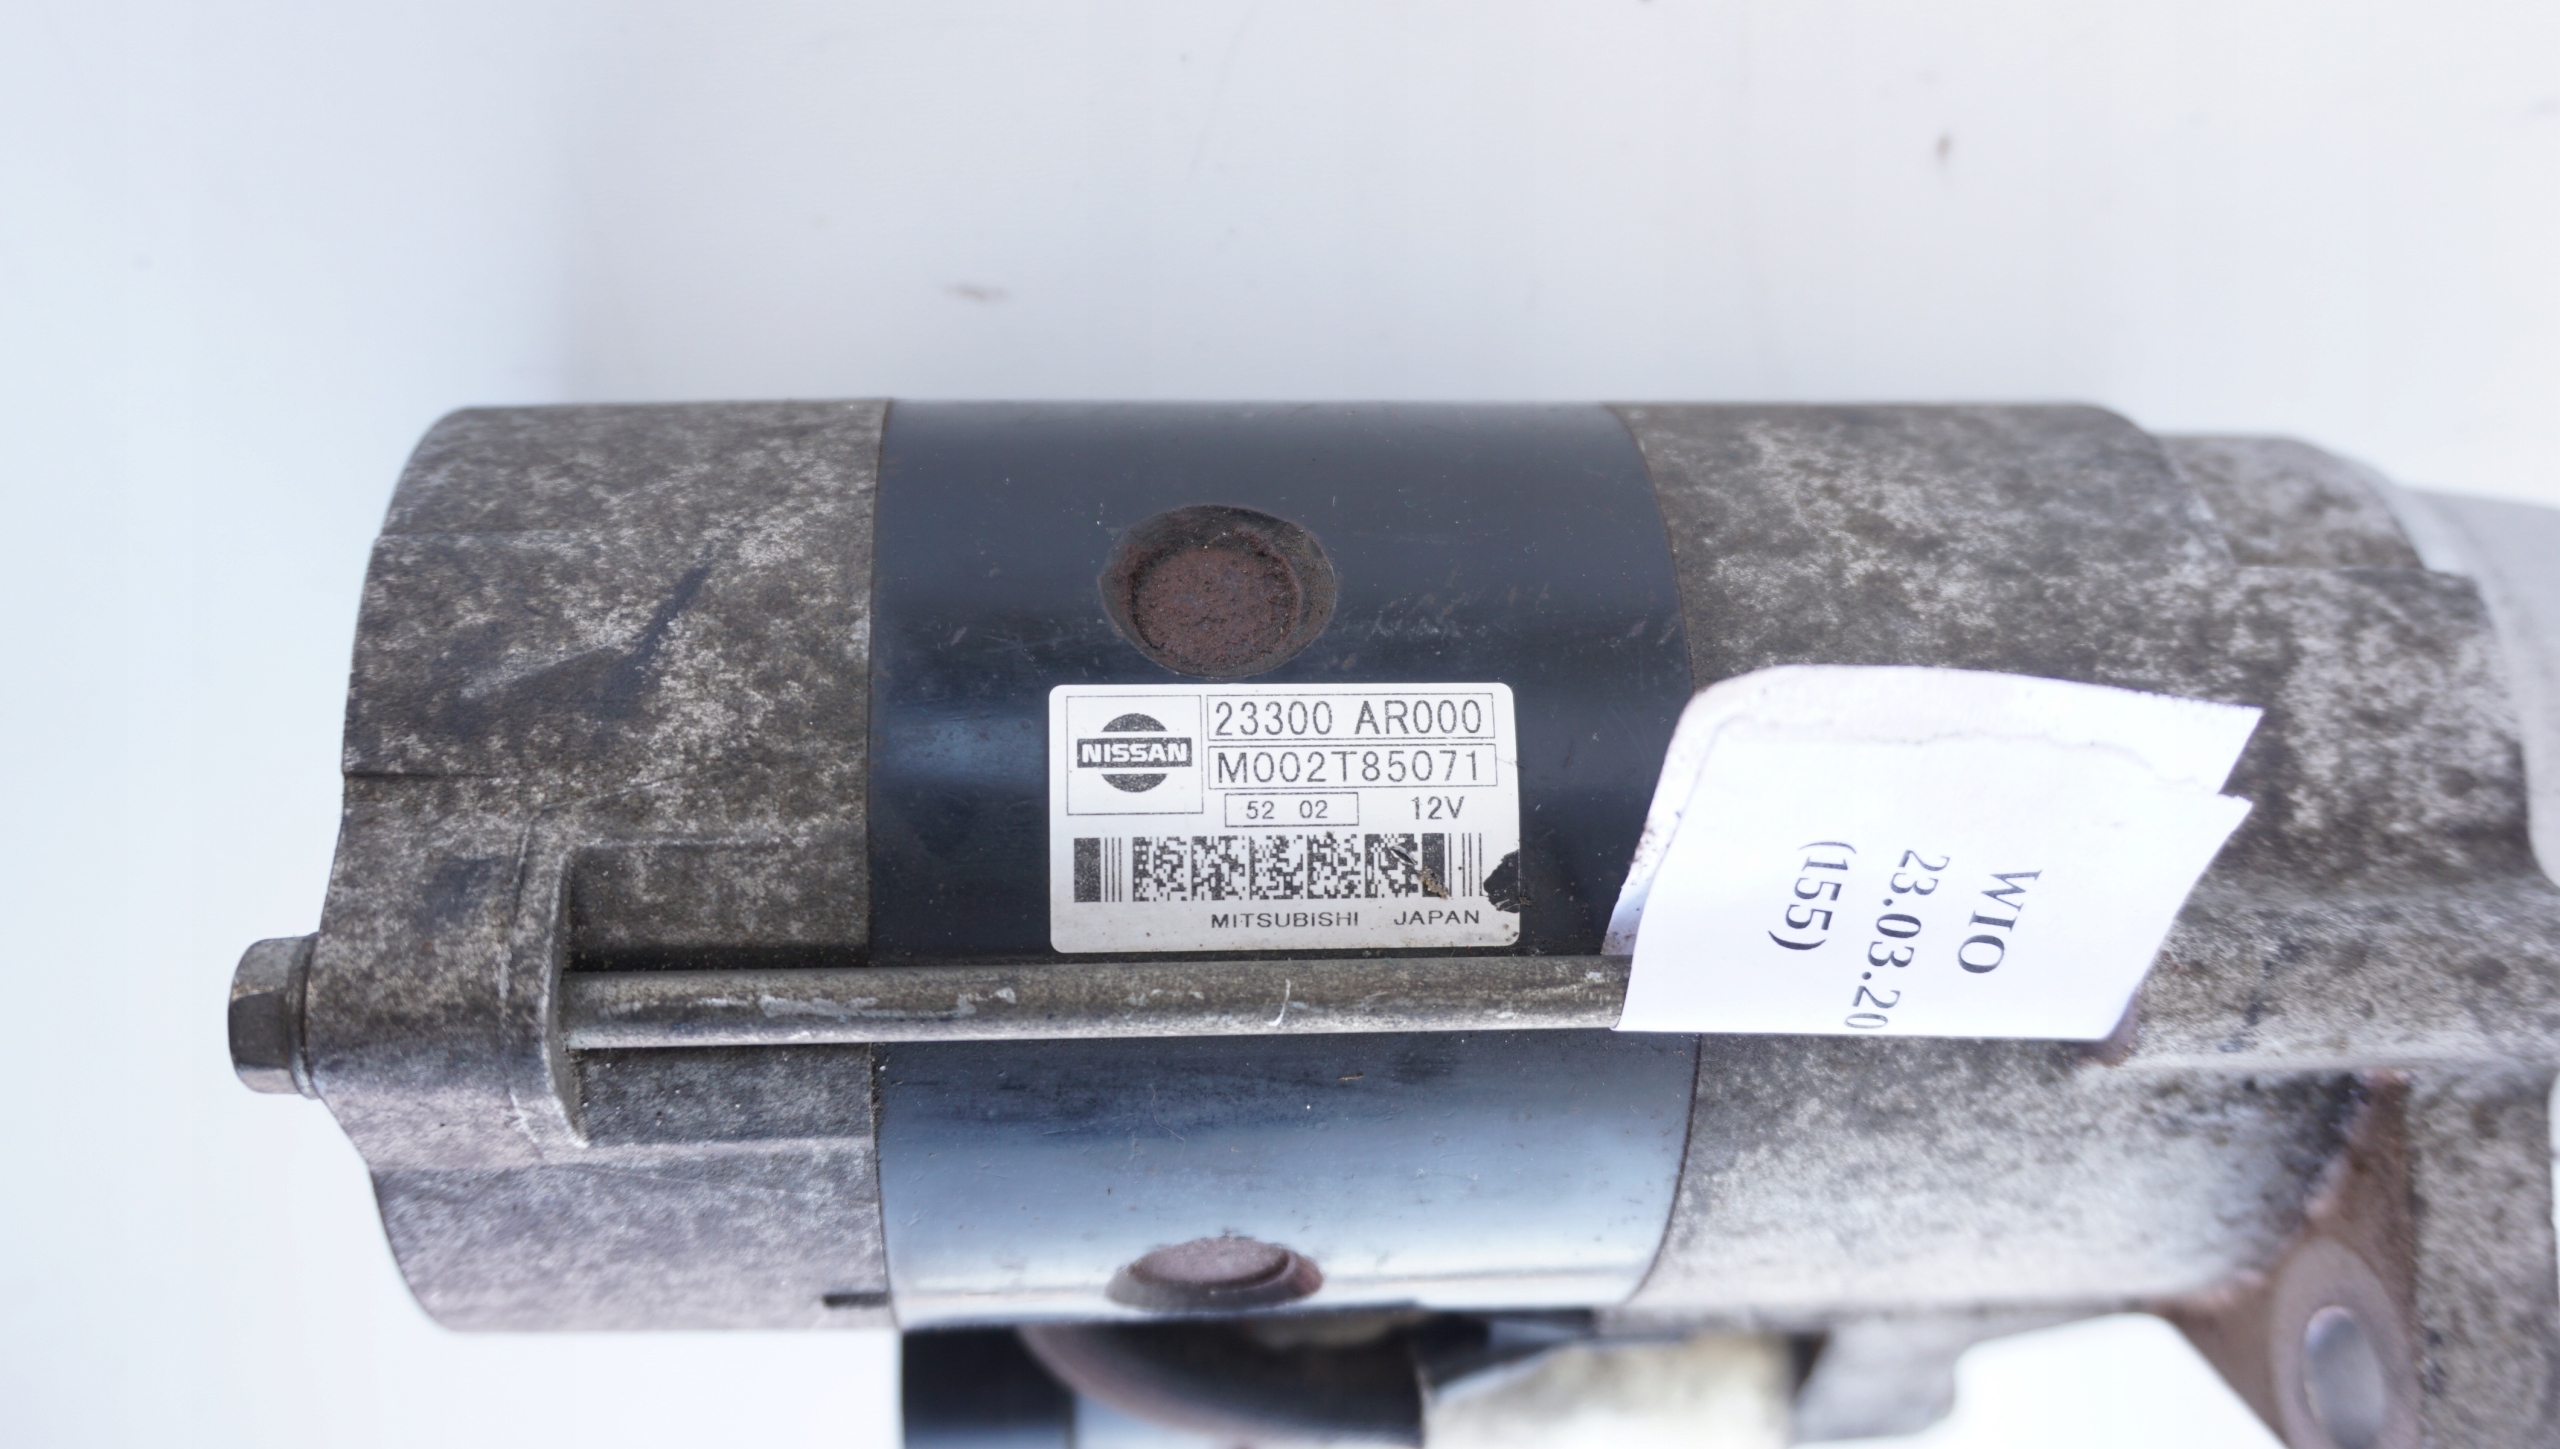 NISSAN
23300 AR000
M002T85071
52 02 12V
MITSUBISHI JAPAN
WIO
23.03.20
(155)